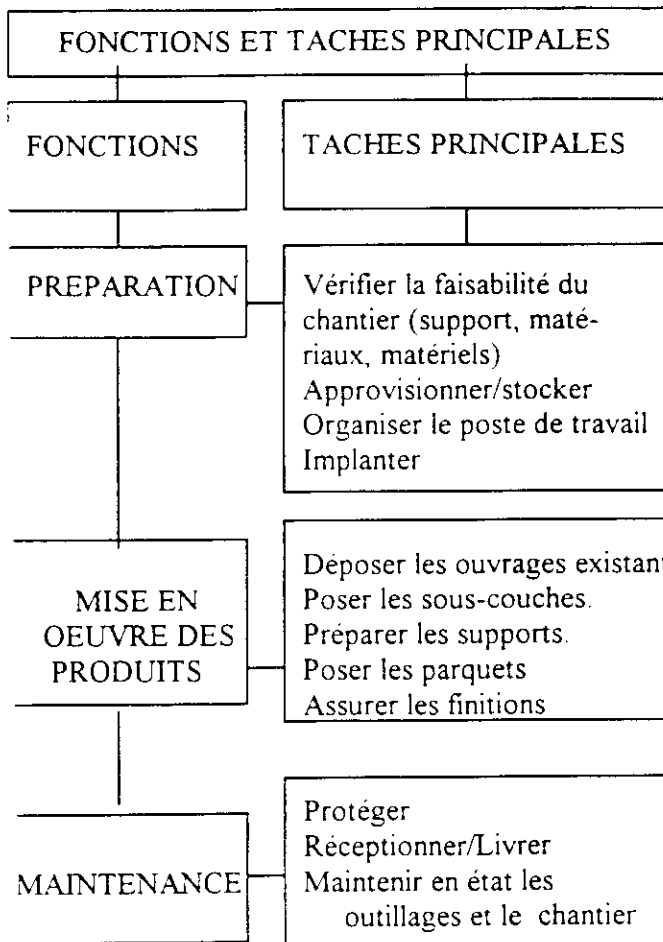 FONCTIONS ET TACHES PRINCIPALES
FONCTIONS
TACHES PRINCIPALES
PREPARATION
Vérifier la faisabilité du
chantier (support, maté-
riaux, matériels)
Approvisionner/stocker
Organiser le poste de travail
Implanter
MISE EN
OEUVRE DES
PRODUITS
Déposer les ouvrages existant
Poser les sous-couches.
Préparer les supports.
Poser les parquets
Assurer les finitions
MAINTENANCE
Protéger
Réceptionner/Livrer
Maintenir en état les
outillages et le chantier